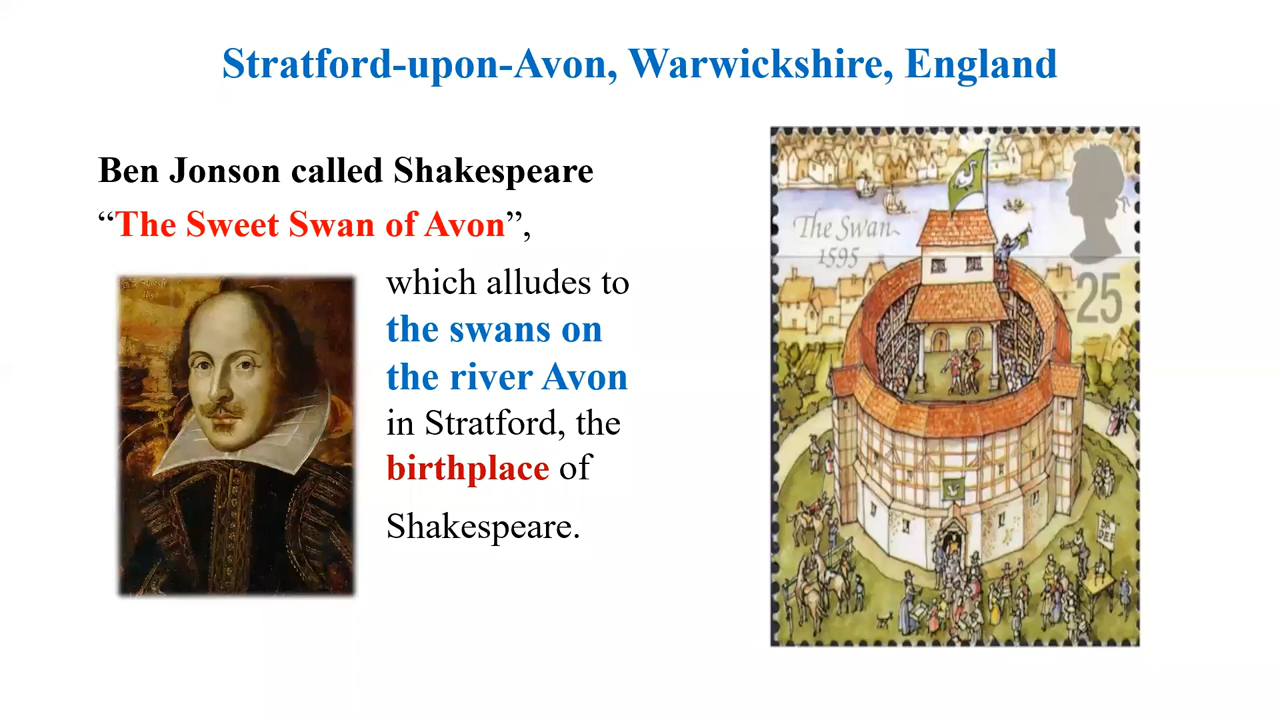 Stratford-upon-Avon, Warwickshire, England
Ben Jonson called Shakespeare
“The Sweet Swan of Avon”,
which alludes to
the swans on
the river Avon
in Stratford, the
birthplace of
Shakespeare.
The Swan
1595
25